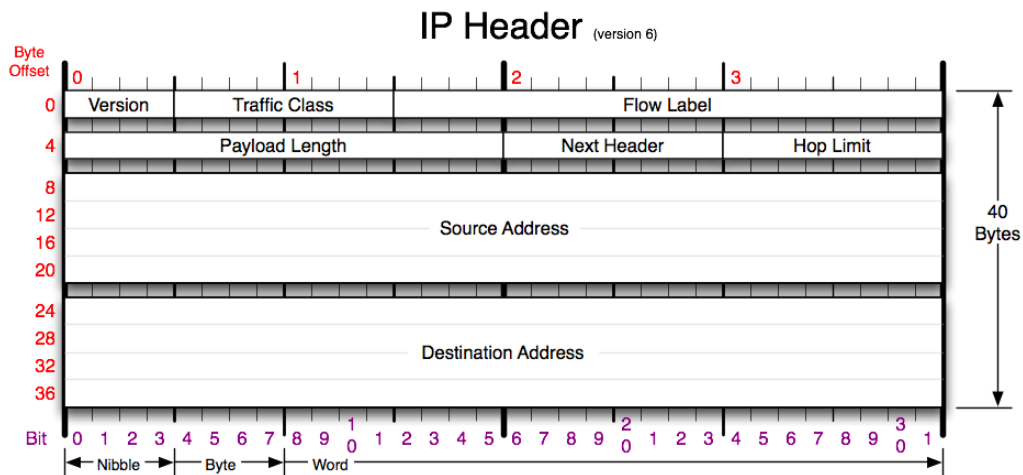 IP Header (version 6)
Byte Offset
0 1 2 3
0 Version Traffic Class Flow Label
4 Payload Length Next Header Hop Limit
8
12
Source Address
16
20
40 Bytes
24
28
Destination Address
32
36
Bit 0 1 2 3 4 5 6 7 8 9 10 1 2 3 4 5 6 7 8 9 20 1 2 3 4 5 6 7 8 9 30 1
Nibble Byte Word